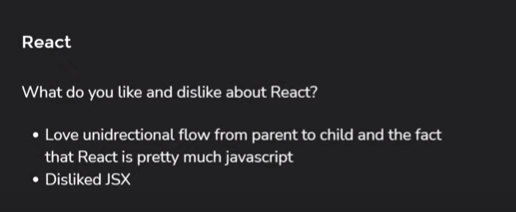 React
What do you like and dislike about React?
• Love unidrectional flow from parent to child and the fact
that React is pretty much javascript
• Disliked JSX